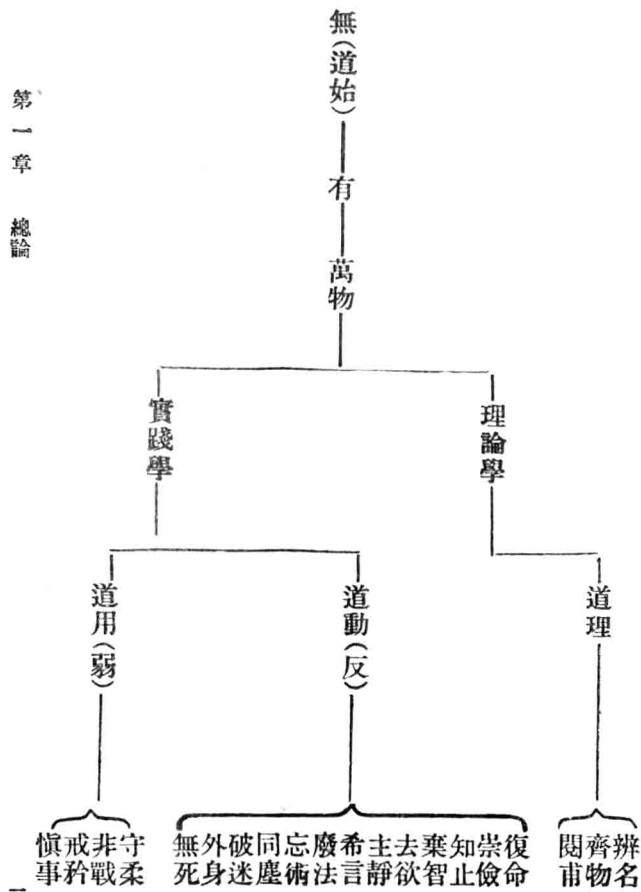 無(道始)
有
萬物
理論學
實踐學
道理
道動(反)
道用(弱)
辨名
齊物
閱甫
復命
崇儉
知止
棄智
去欲
主靜
希言
廢法
忘術
同塵
破迷
外身
無死
守柔
非戰
戒矜
慎事
第一章 總論
一